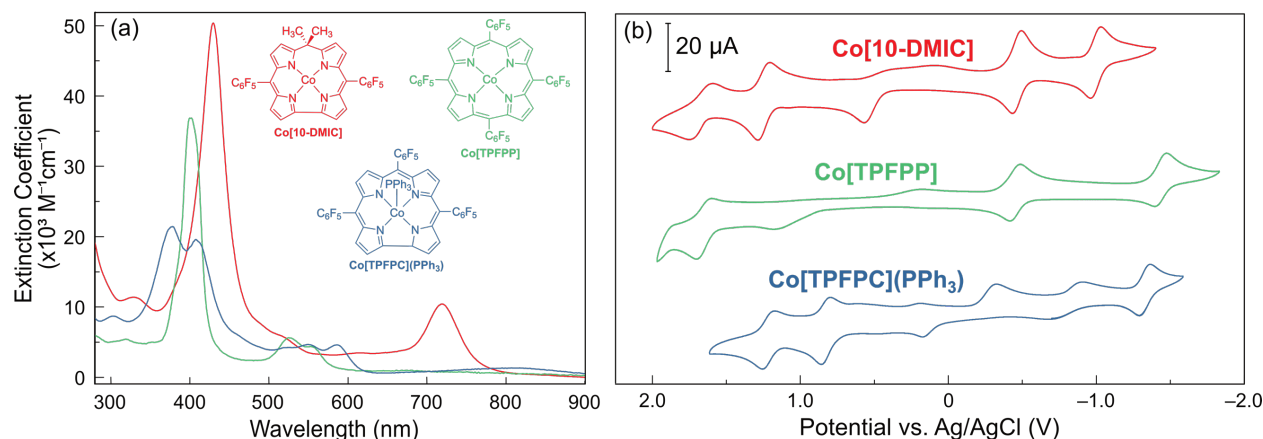 (a)
Extinction Coefficient
(x10³ M⁻¹cm⁻¹)
50
40
30
20
10
0
300 400 500 600 700 800 900
Wavelength (nm)
H₃C CH₃
N N
Co
N N
C₆F₅ C₆F₅
Co[10-DMIC]
C₆F₅
N N
C₆F₅ Co C₆F₅
N N
C₆F₅
Co[TPFPP]
C₆F₅
PPh₃
N N
C₆F₅ Co C₆F₅
N N
Co[TPFPC](PPh₃)
(b)
20 µA
Co[10-DMIC]
Co[TPFPP]
Co[TPFPC](PPh₃)
2.0 1.0 0 –1.0 –2.0
Potential vs. Ag/AgCl (V)